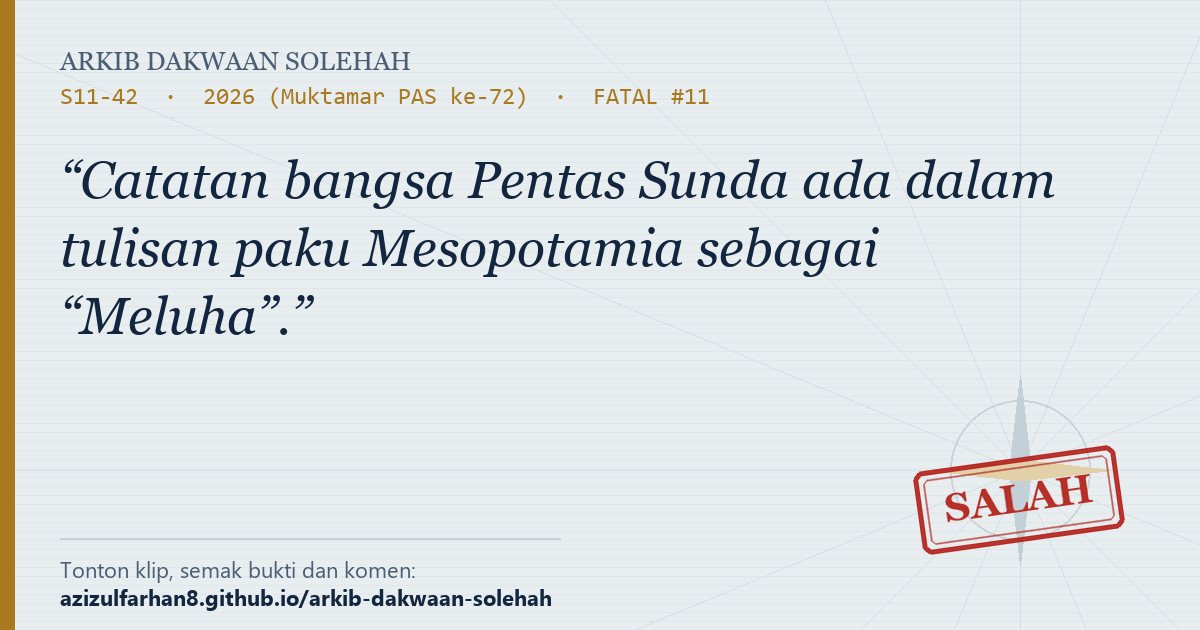 ARKIB DAKWAAN SOLEHAH
S11-42 · 2026 (Muktamar PAS ke-72) · FATAL #11
“Catatan bangsa Pentas Sunda ada dalam
tulisan paku Mesopotamia sebagai
“Meluha”.”
SALAH
Tonton klip, semak bukti dan komen:
azizulfarhan8.github.io/arkib-dakwaan-solehah